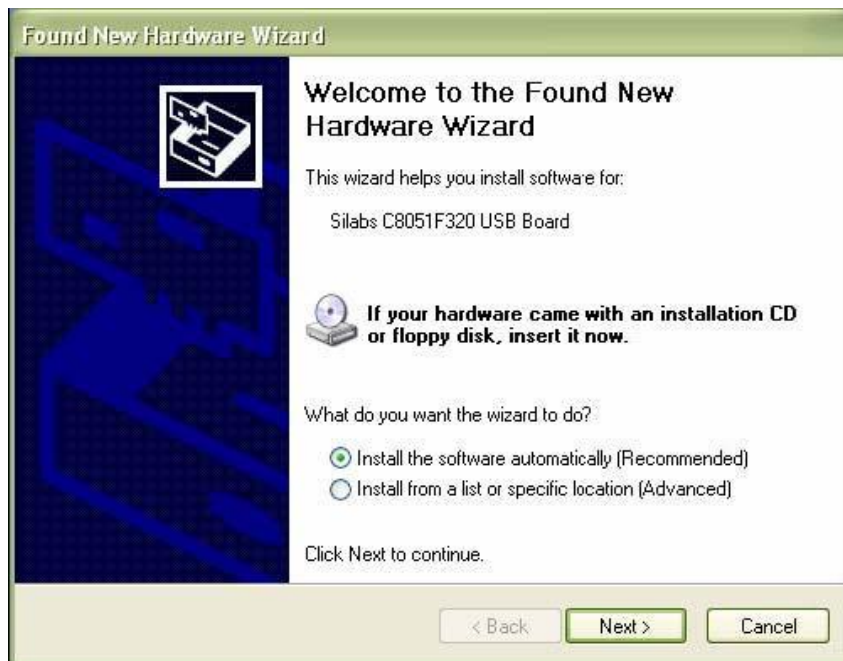 Found New Hardware Wizard
Welcome to the Found New
Hardware Wizard
This wizard helps you install software for:
Silabs C8051F320 USB Board
If your hardware came with an installation CD
or floppy disk, insert it now.
What do you want the wizard to do?
Install the software automatically (Recommended)
Install from a list or specific location (Advanced)
Click Next to continue.
< Back Next > Cancel